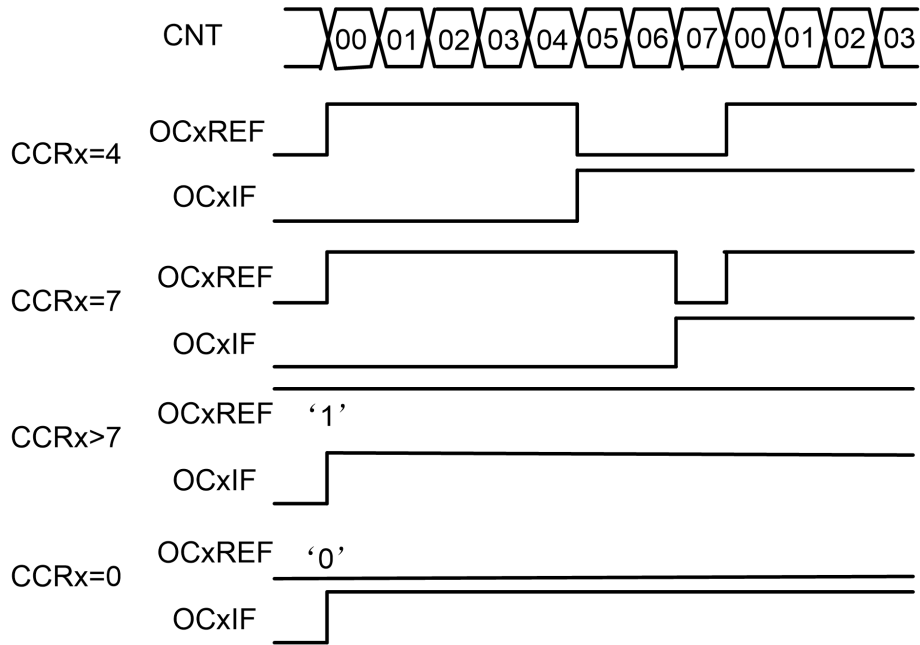 CNT 00 01 02 03 04 05 06 07 00 01 02 03
OCxREF
CCRx=4
OCxIF
OCxREF
CCRx=7
OCxIF
OCxREF ‘1’
CCRx>7
OCxIF
OCxREF ‘0’
CCRx=0
OCxIF